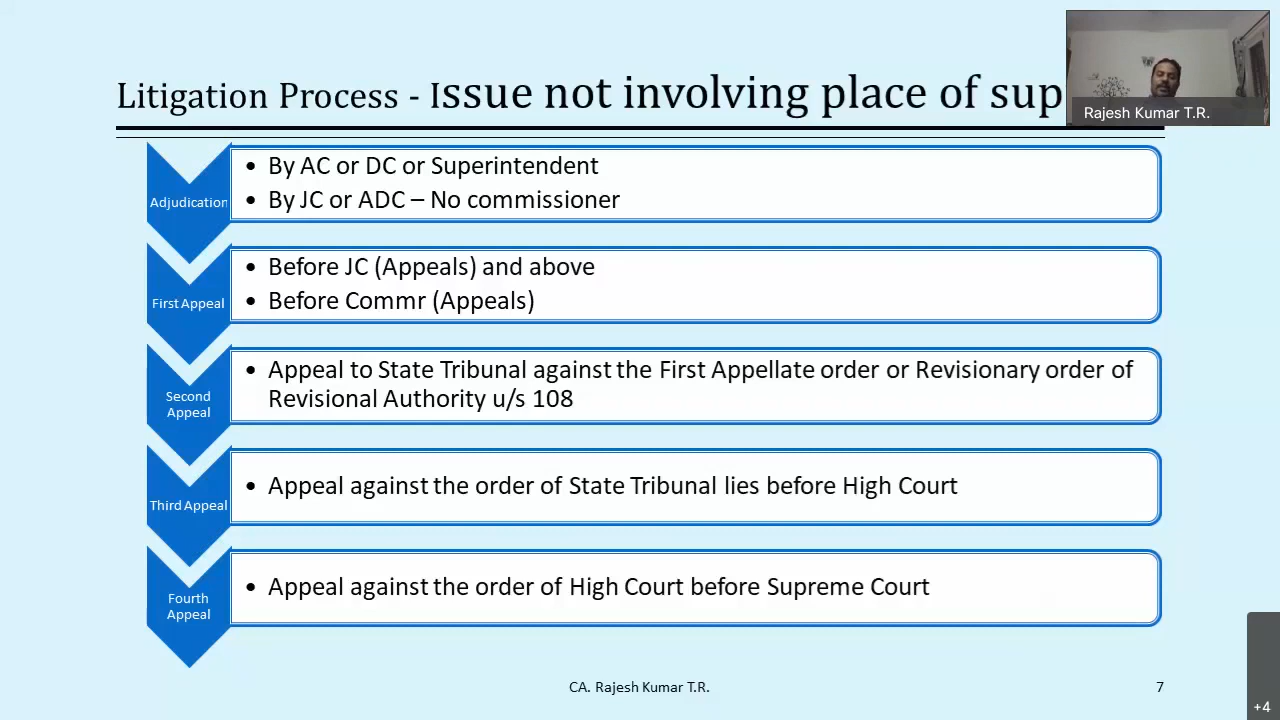 Litigation Process - Issue not involving place of sup
Rajesh Kumar T.R.
Adjudication
• By AC or DC or Superintendent
• By JC or ADC – No commissioner
First Appeal
• Before JC (Appeals) and above
• Before Commr (Appeals)
Second
Appeal
• Appeal to State Tribunal against the First Appellate order or Revisionary order of
Revisional Authority u/s 108
Third Appeal
• Appeal against the order of State Tribunal lies before High Court
Fourth
Appeal
• Appeal against the order of High Court before Supreme Court
CA. Rajesh Kumar T.R.
7
+4